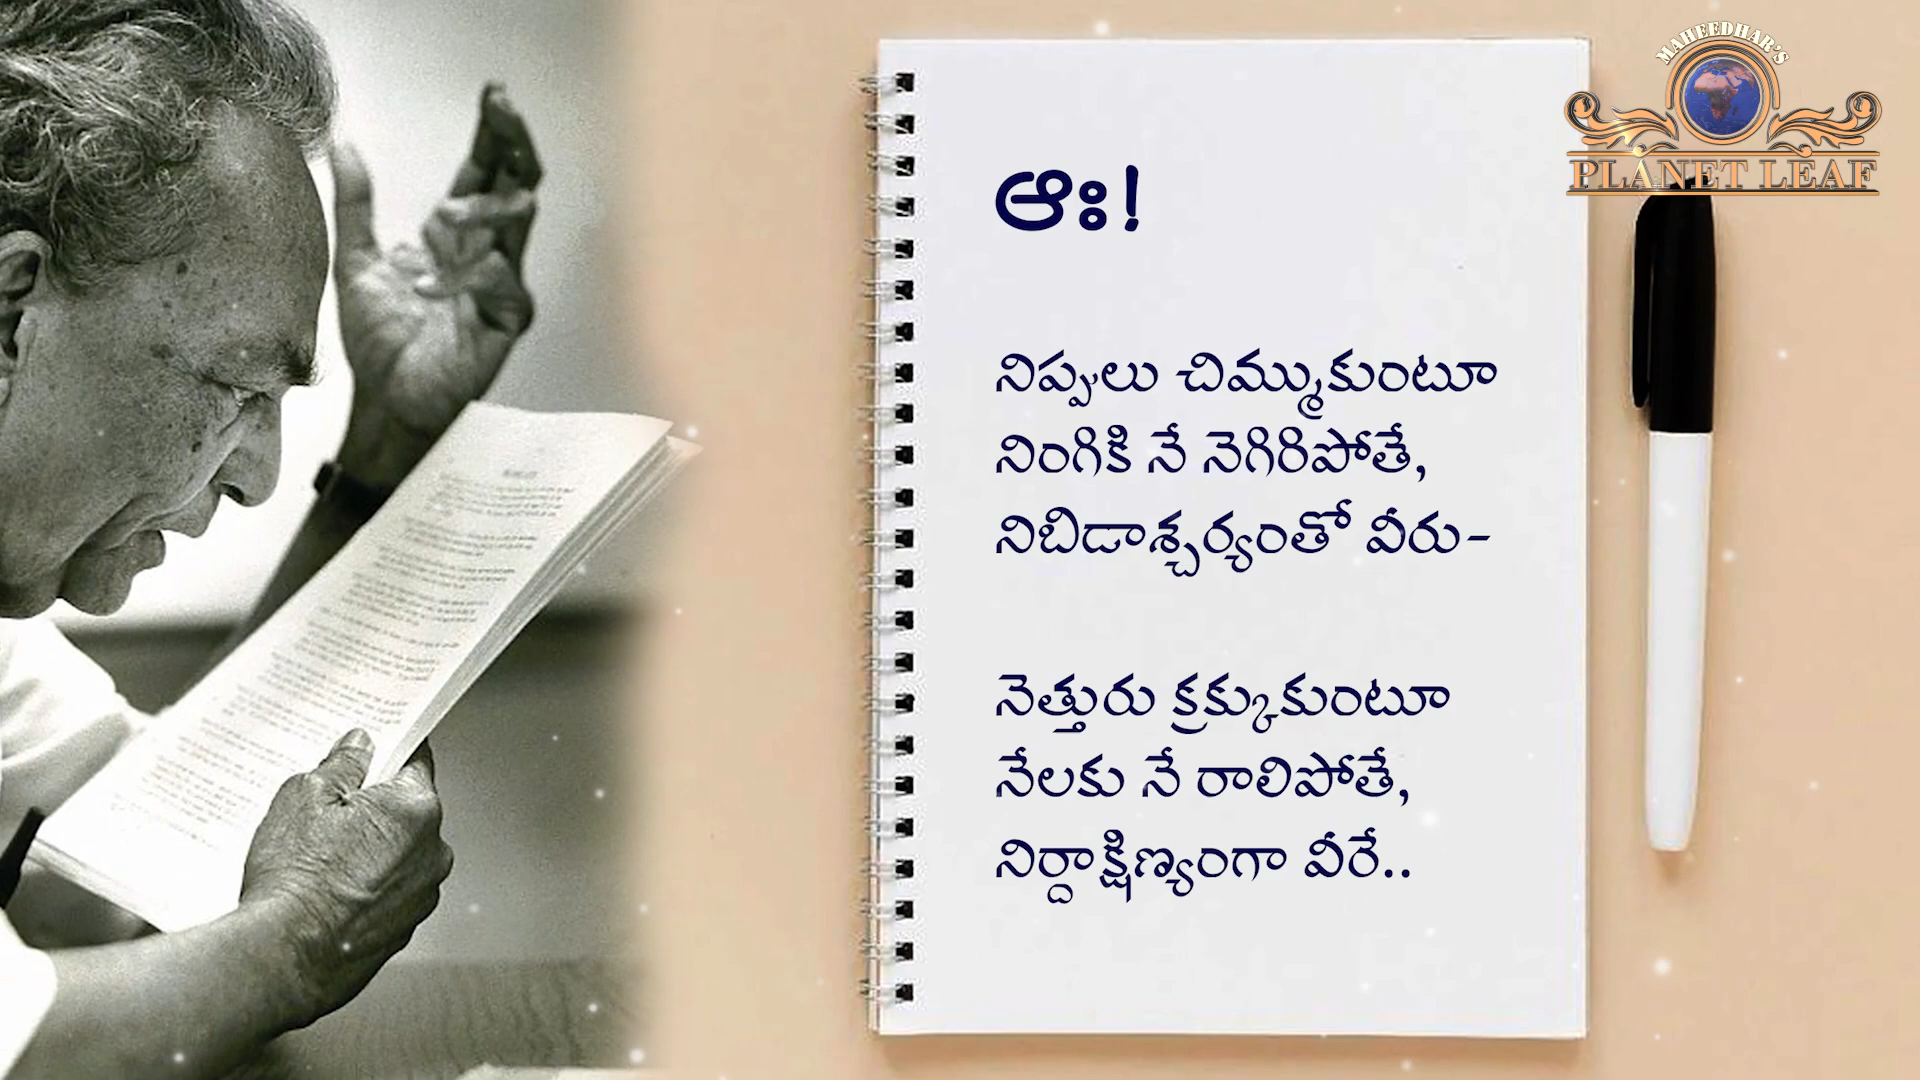 MAHEEDHAR'S
PLANET LEAF
ఆః!
నిప్పులు చిమ్ముకుంటూ
నింగికి నే నెగిరిపోతే,
నిబిడాశ్చర్యంతో వీరు-
నెత్తురు క్రక్కుకుంటూ
నేలకు నే రాలిపోతే,
నిర్దాక్షిణ్యంగా వీరే..